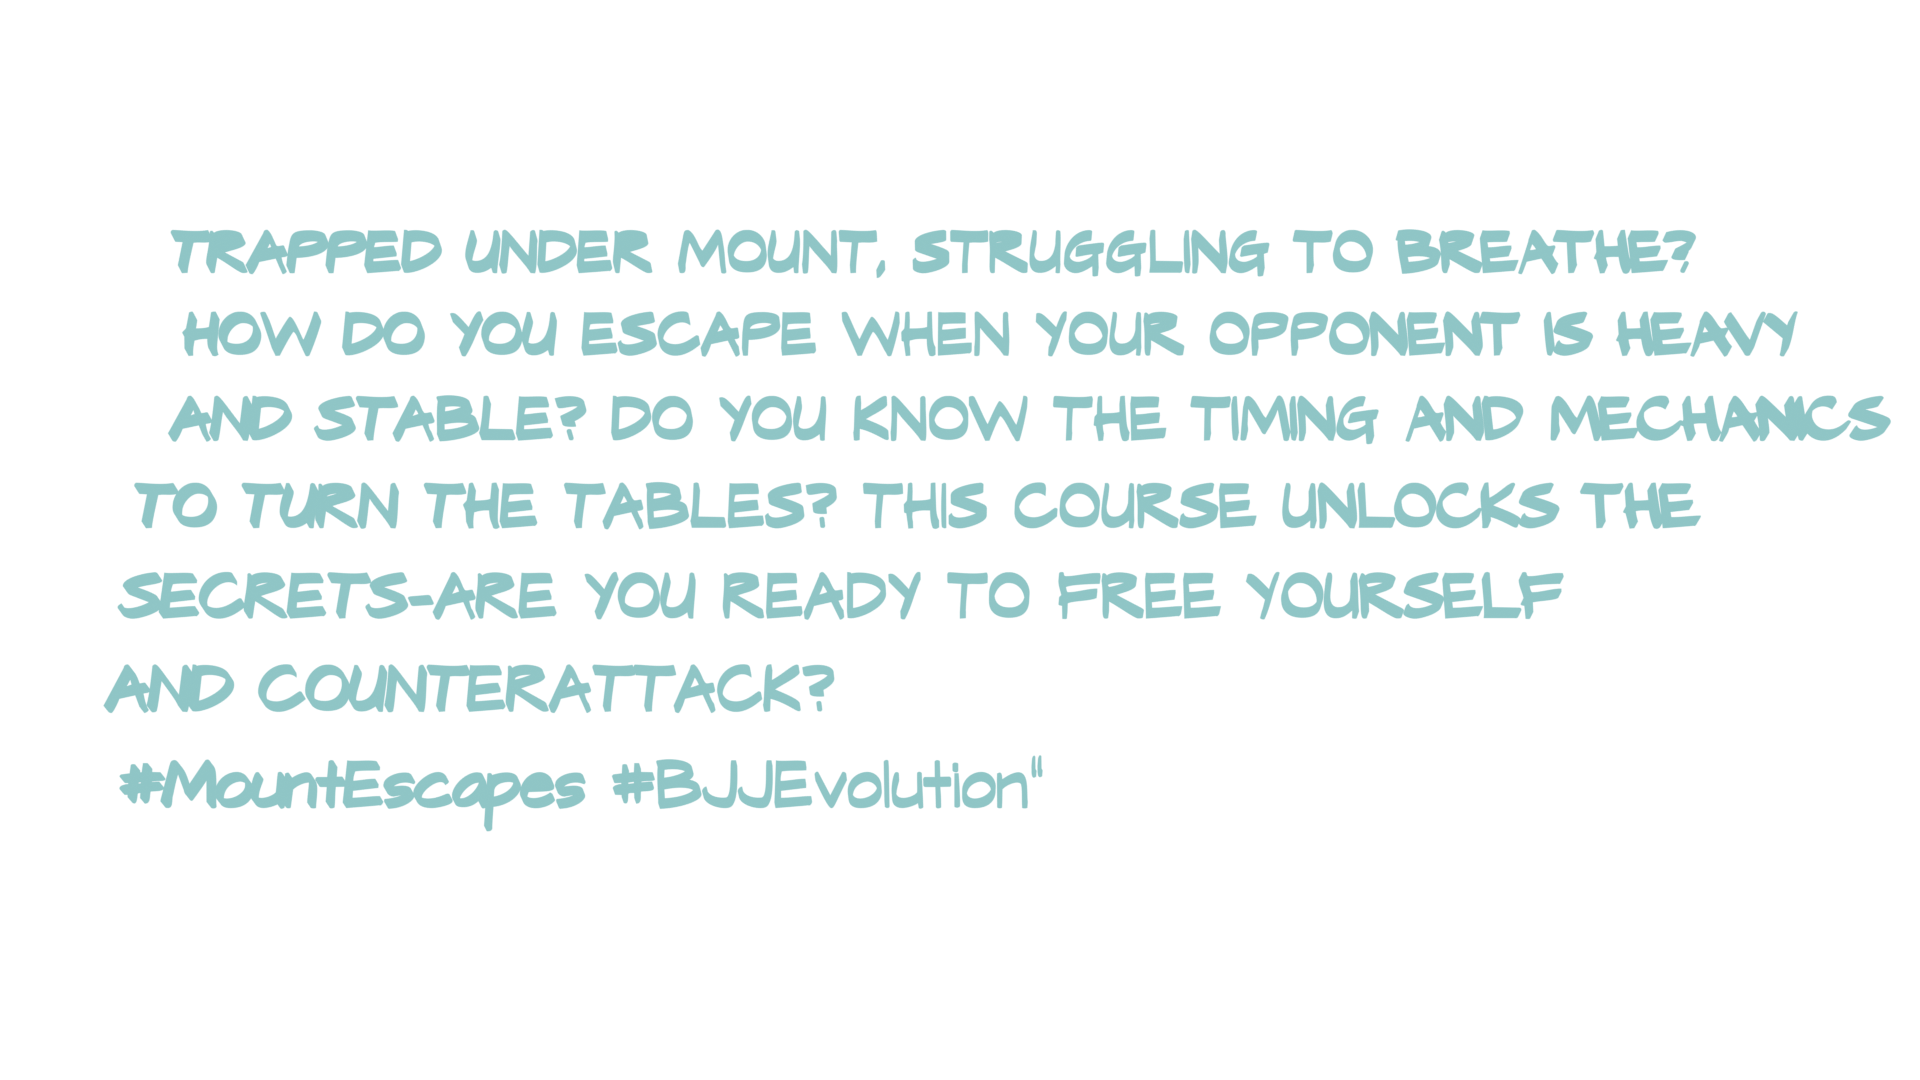 TRAPPED UNDER MOUNT, STRUGGLING TO BREATHE?
HOW DO YOU ESCAPE WHEN YOUR OPPONENT IS HEAVY
AND STABLE? DO YOU KNOW THE TIMING AND MECHANICS
TO TURN THE TABLES? THIS COURSE UNLOCKS THE
SECRETS-ARE YOU READY TO FREE YOURSELF
AND COUNTERATTACK?
#MountEscapes #BJJEvolution"